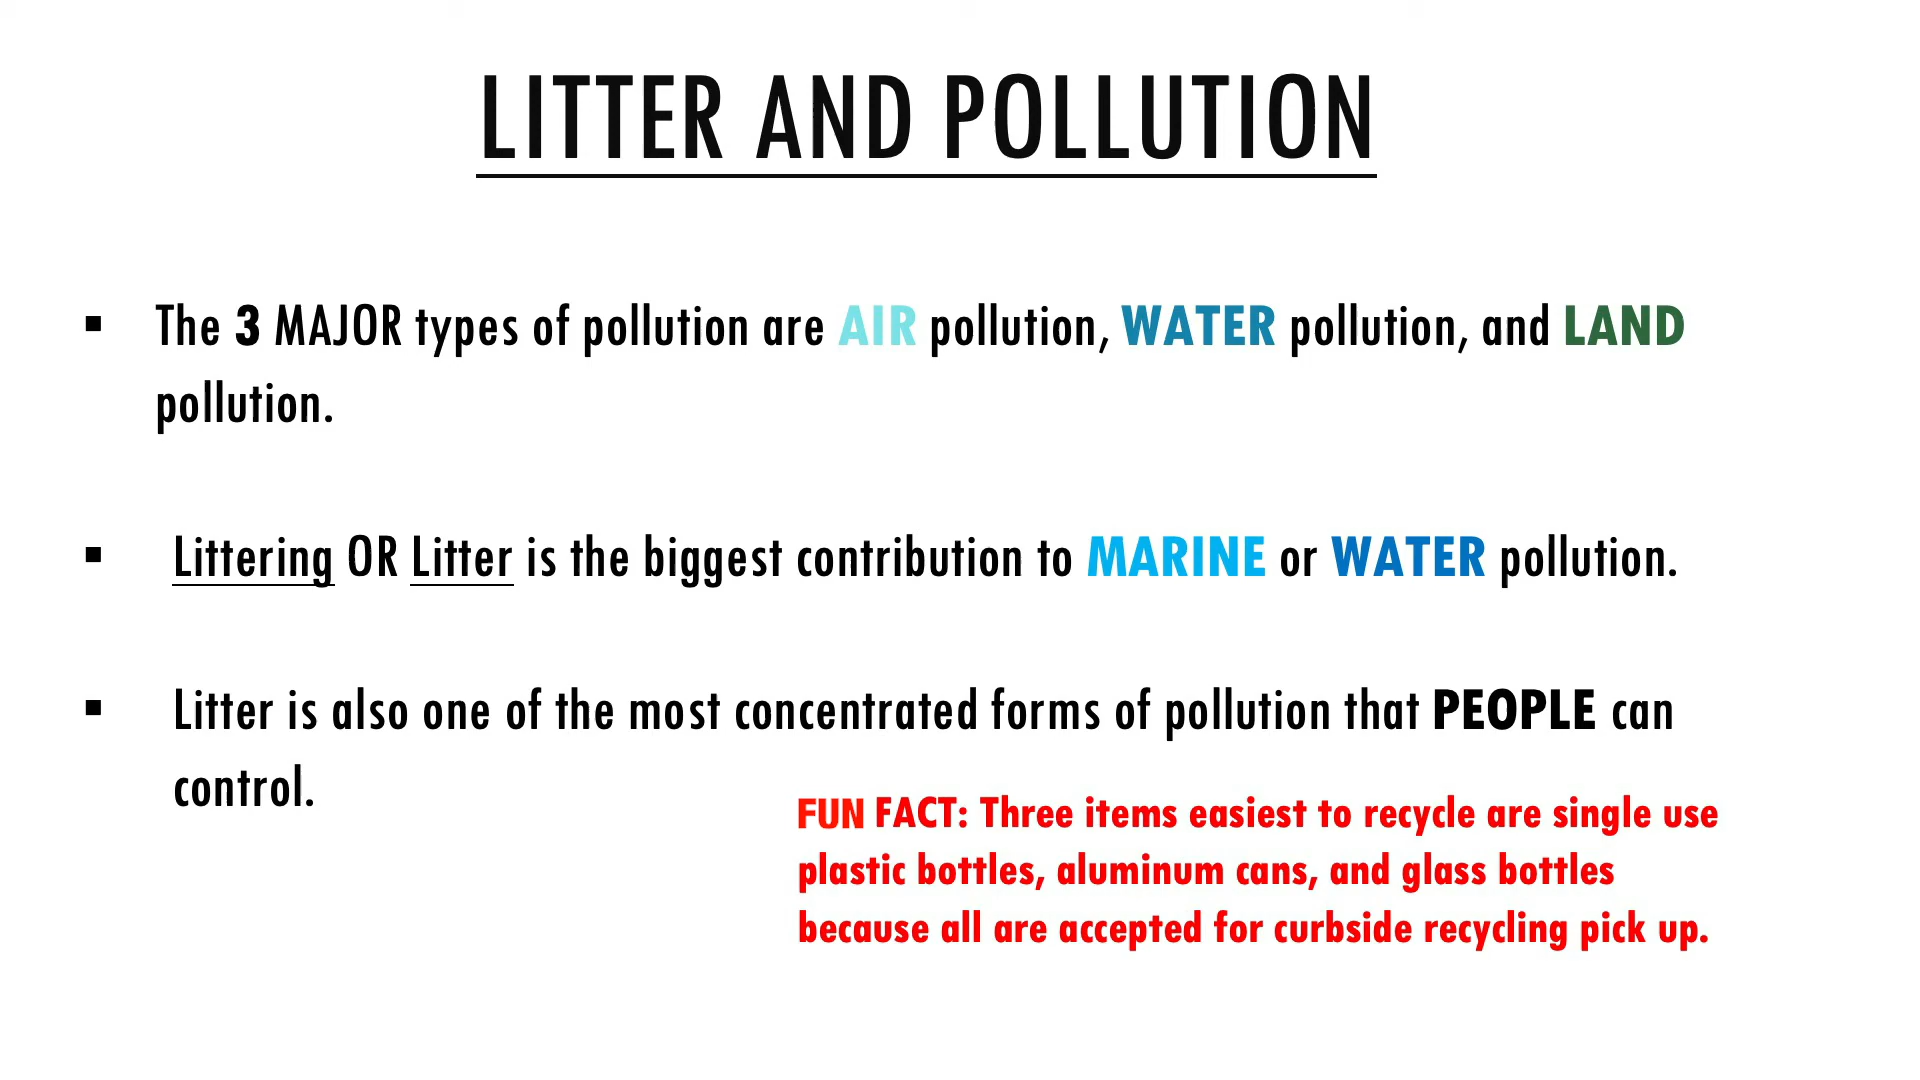 LITTER AND POLLUTION
▪ The 3 MAJOR types of pollution are AIR pollution, WATER pollution, and LAND
pollution.
▪ Littering OR Litter is the biggest contribution to MARINE or WATER pollution.
▪ Litter is also one of the most concentrated forms of pollution that PEOPLE can
control.
FUN FACT: Three items easiest to recycle are single use
plastic bottles, aluminum cans, and glass bottles
because all are accepted for curbside recycling pick up.